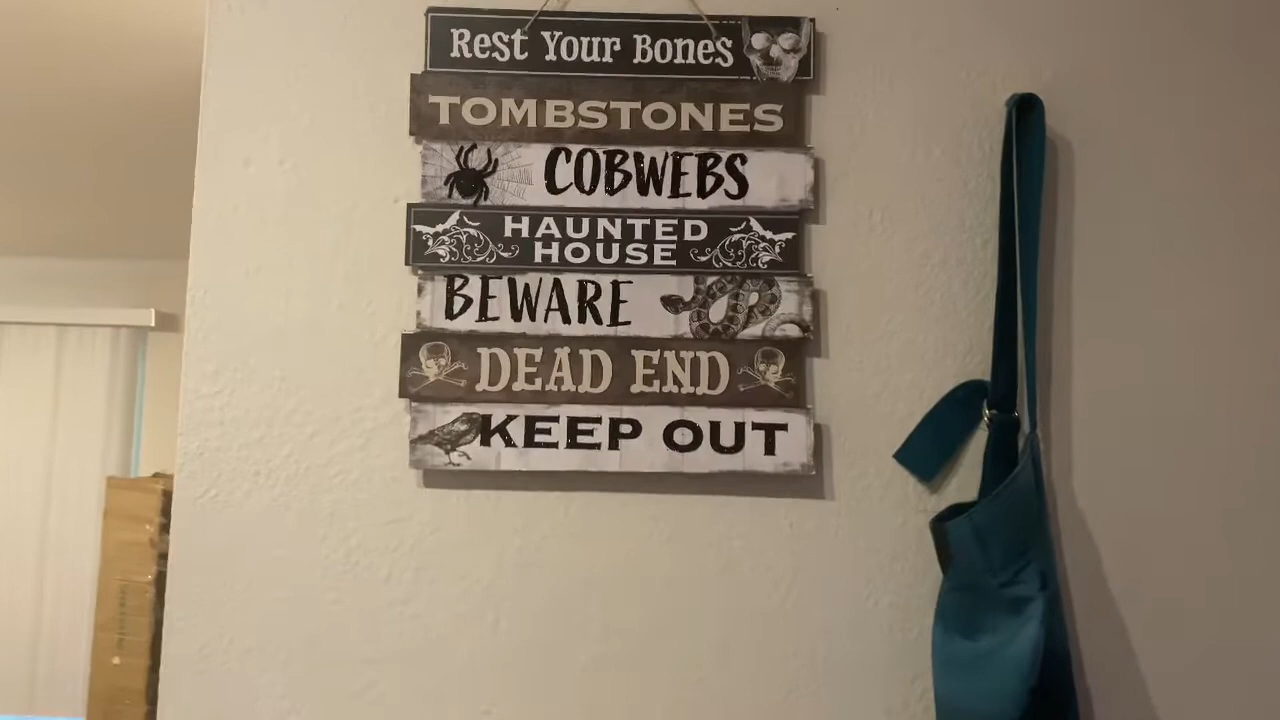 Rest Your Bones
TOMBSTONES
COBWEBS
HAUNTED
HOUSE
BEWARE
DEAD END
KEEP OUT